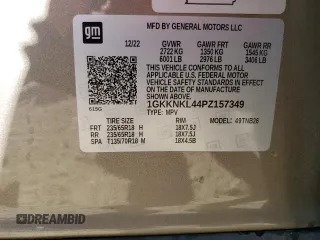 gm
MFD BY GENERAL MOTORS LLC
12/22 GVWR GAWR FRT GAWR RR
2722 KG 1350 KG 1545 KG
6001 LB 2976 LB 3406 LB
THIS VEHICLE CONFORMS TO ALL
APPLICABLE U.S. FEDERAL MOTOR
VEHICLE SAFETY STANDARDS IN
EFFECT ON THE DATE OF MANUFACTURE
SHOWN ABOVE.
615G 1GKKNKL44PZ157349
TYPE: MPV
TIRE SIZE RIM MODEL: 4NTNB26
FRT 235/65R18 H 18X7.5J
RR 235/65R18 H 18X7.5J
SPA T135/70R18 M 18X4.5B
DREAMBID